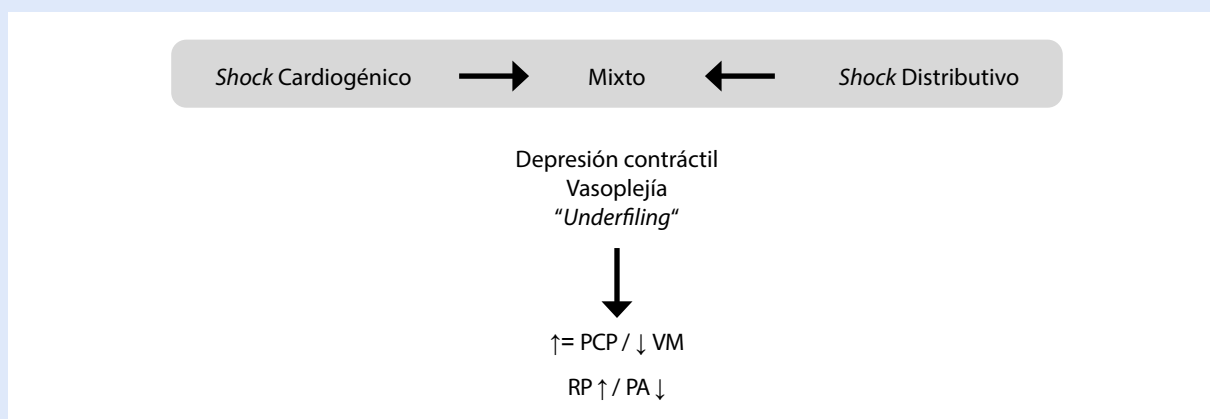 Shock Cardiogénico → Mixto ← Shock Distributivo
Depresión contráctil
Vasoplejía
“Underfiling“
↑= PCP / ↓ VM
RP ↑ / PA ↓